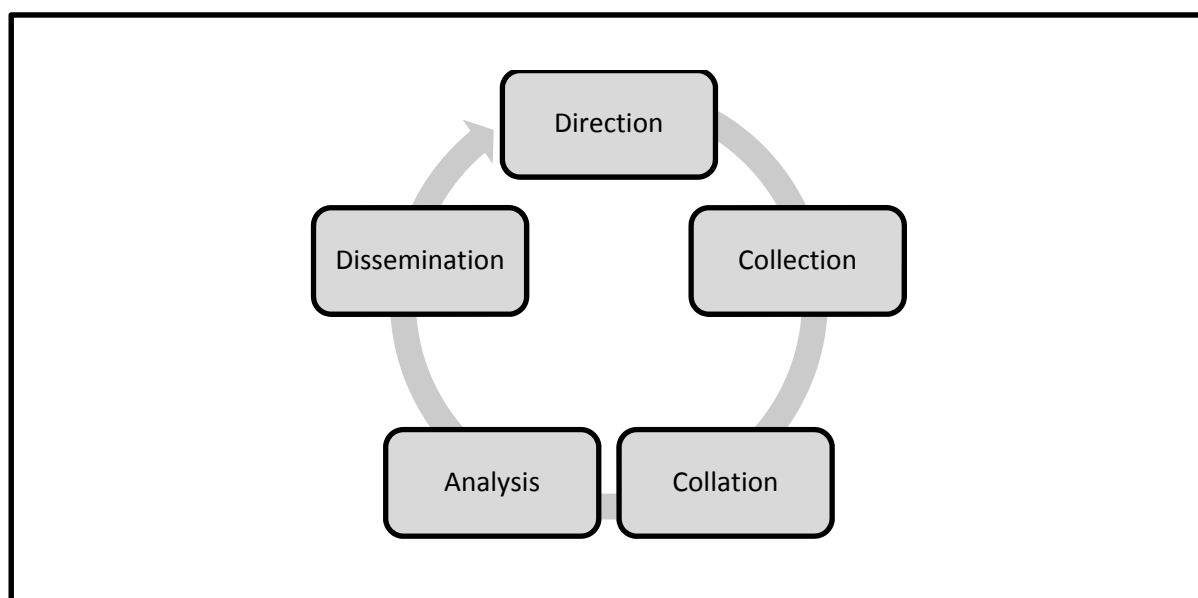 Direction
Collection
Collation
Analysis
Dissemination